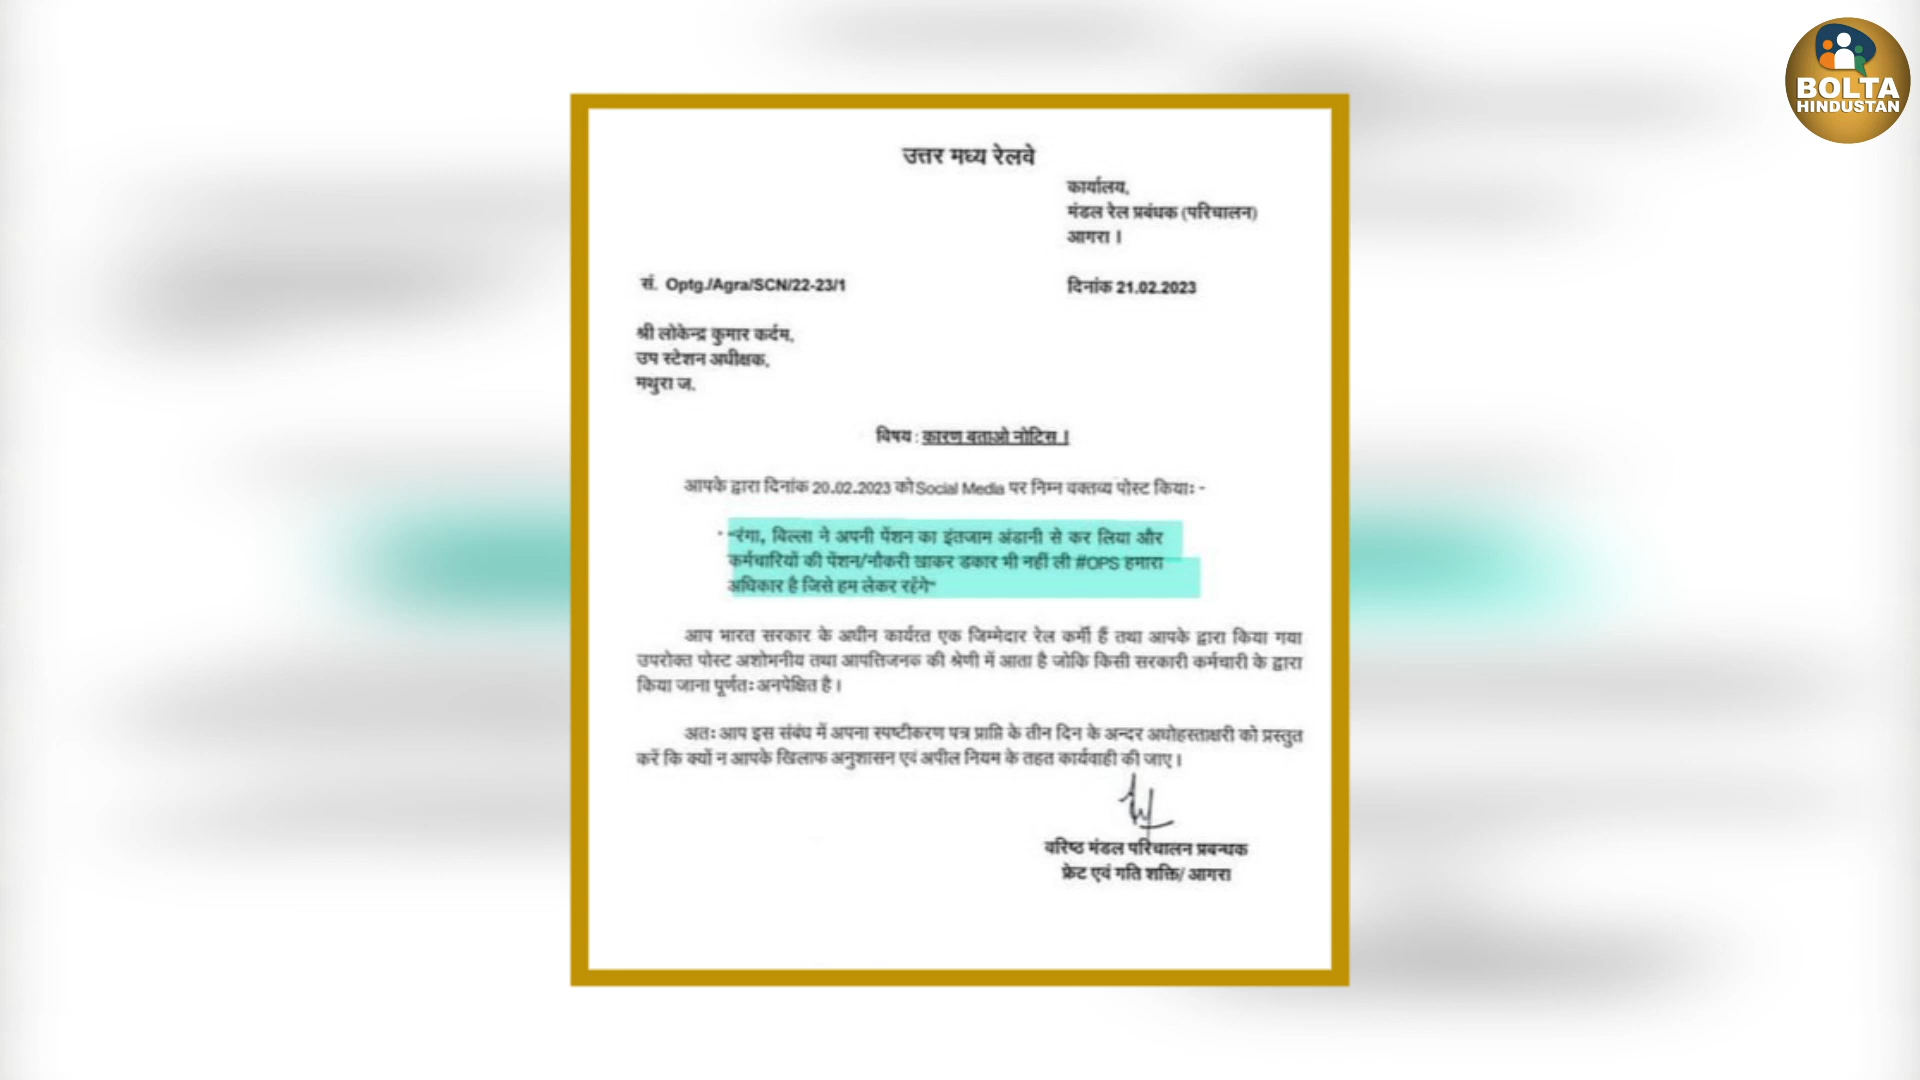 BOLTA
HINDUSTAN
उत्तर मध्य रेलवे
कार्यालय,
मंडल रेल प्रबंधक (परिचालन)
आगरा ।
सं. Optg./Agra/SCN/22-23/1
दिनांक 21.02.2023
श्री लोकेन्द्र कुमार कर्दम,
उप स्टेशन अधीक्षक,
मथुरा ज.
विषय : कारण बताओ नोटिस ।
आपके द्वारा दिनांक 20.02.2023 को Social Media पर निम्न वक्तव्य पोस्ट कियाः -
"रंगा, बिल्ला ने अपनी पेंशन का इंतजाम अंडानी से कर लिया और
कर्मचारियों की पेंशन/नौकरी खाकर डकार भी नहीं ली #OPS हमारा
अधिकार है जिसे हम लेकर रहेंगे"
आप भारत सरकार के अधीन कार्यरत एक जिम्मेदार रेल कर्मी हैं तथा आपके द्वारा किया गया
उपरोक्त पोस्ट अशोभनीय तथा आपत्तिजनक की श्रेणी में आता है जोकि किसी सरकारी कर्मचारी के द्वारा
किया जाना पूर्णतः अनपेक्षित है ।
अतः आप इस संबंध में अपना स्पष्टीकरण पत्र प्राप्ति के तीन दिन के अन्दर अधोहस्ताक्षरी को प्रस्तुत
करें कि क्यों न आपके खिलाफ अनुशासन एवं अपील नियम के तहत कार्यवाही की जाए ।
वरिष्ठ मंडल परिचालन प्रबन्धक
फ्रेट एवं गति शक्ति/ आगरा